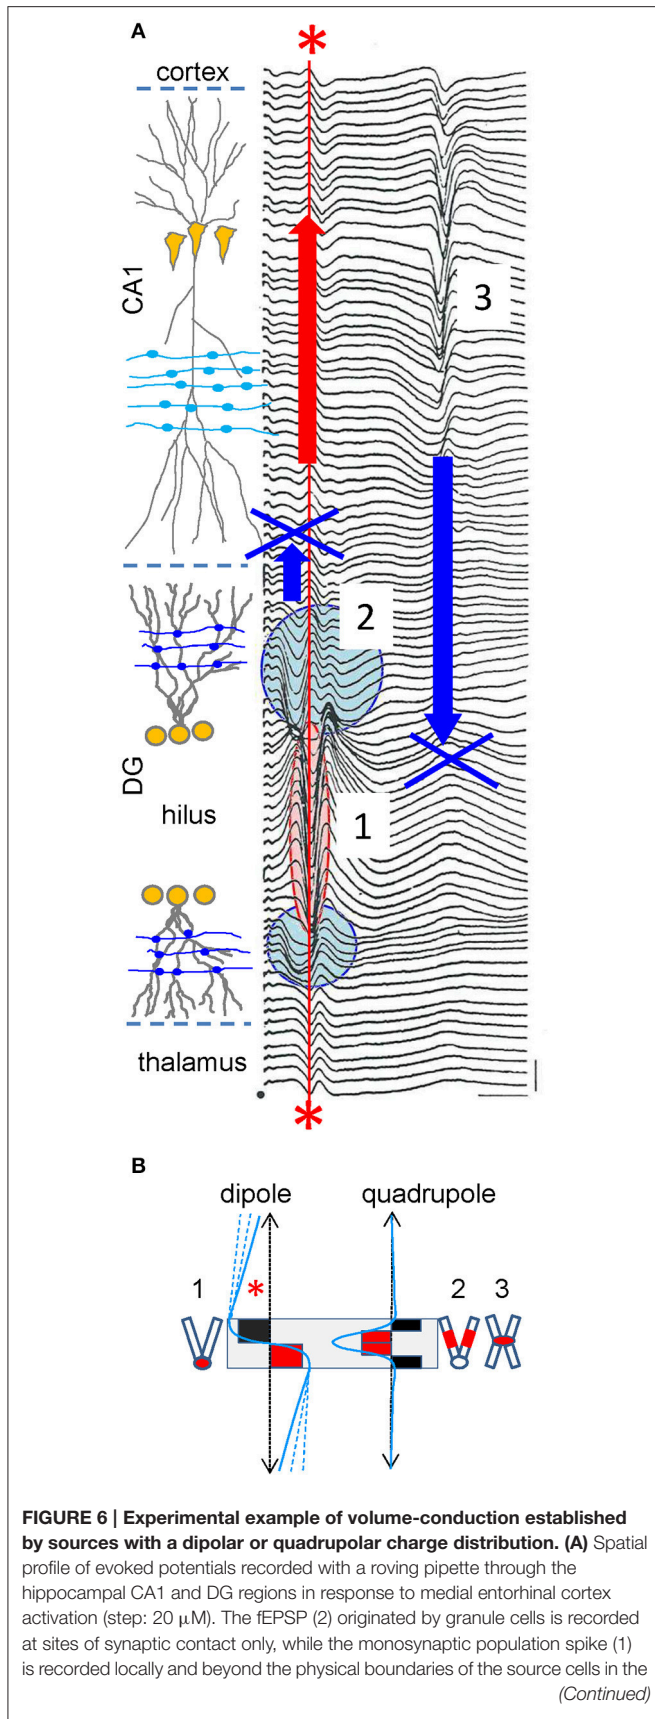 A
cortex
CA1
3
2
DG
1
hilus
thalamus
B
dipole
quadrupole
1
2
3
FIGURE 6 | Experimental example of volume-conduction established
by sources with a dipolar or quadrupolar charge distribution. (A) Spatial
profile of evoked potentials recorded with a roving pipette through the
hippocampal CA1 and DG regions in response to medial entorhinal cortex
activation (step: 20 μM). The fEPSP (2) originated by granule cells is recorded
at sites of synaptic contact only, while the monosynaptic population spike (1)
is recorded locally and beyond the physical boundaries of the source cells in the
(Continued)